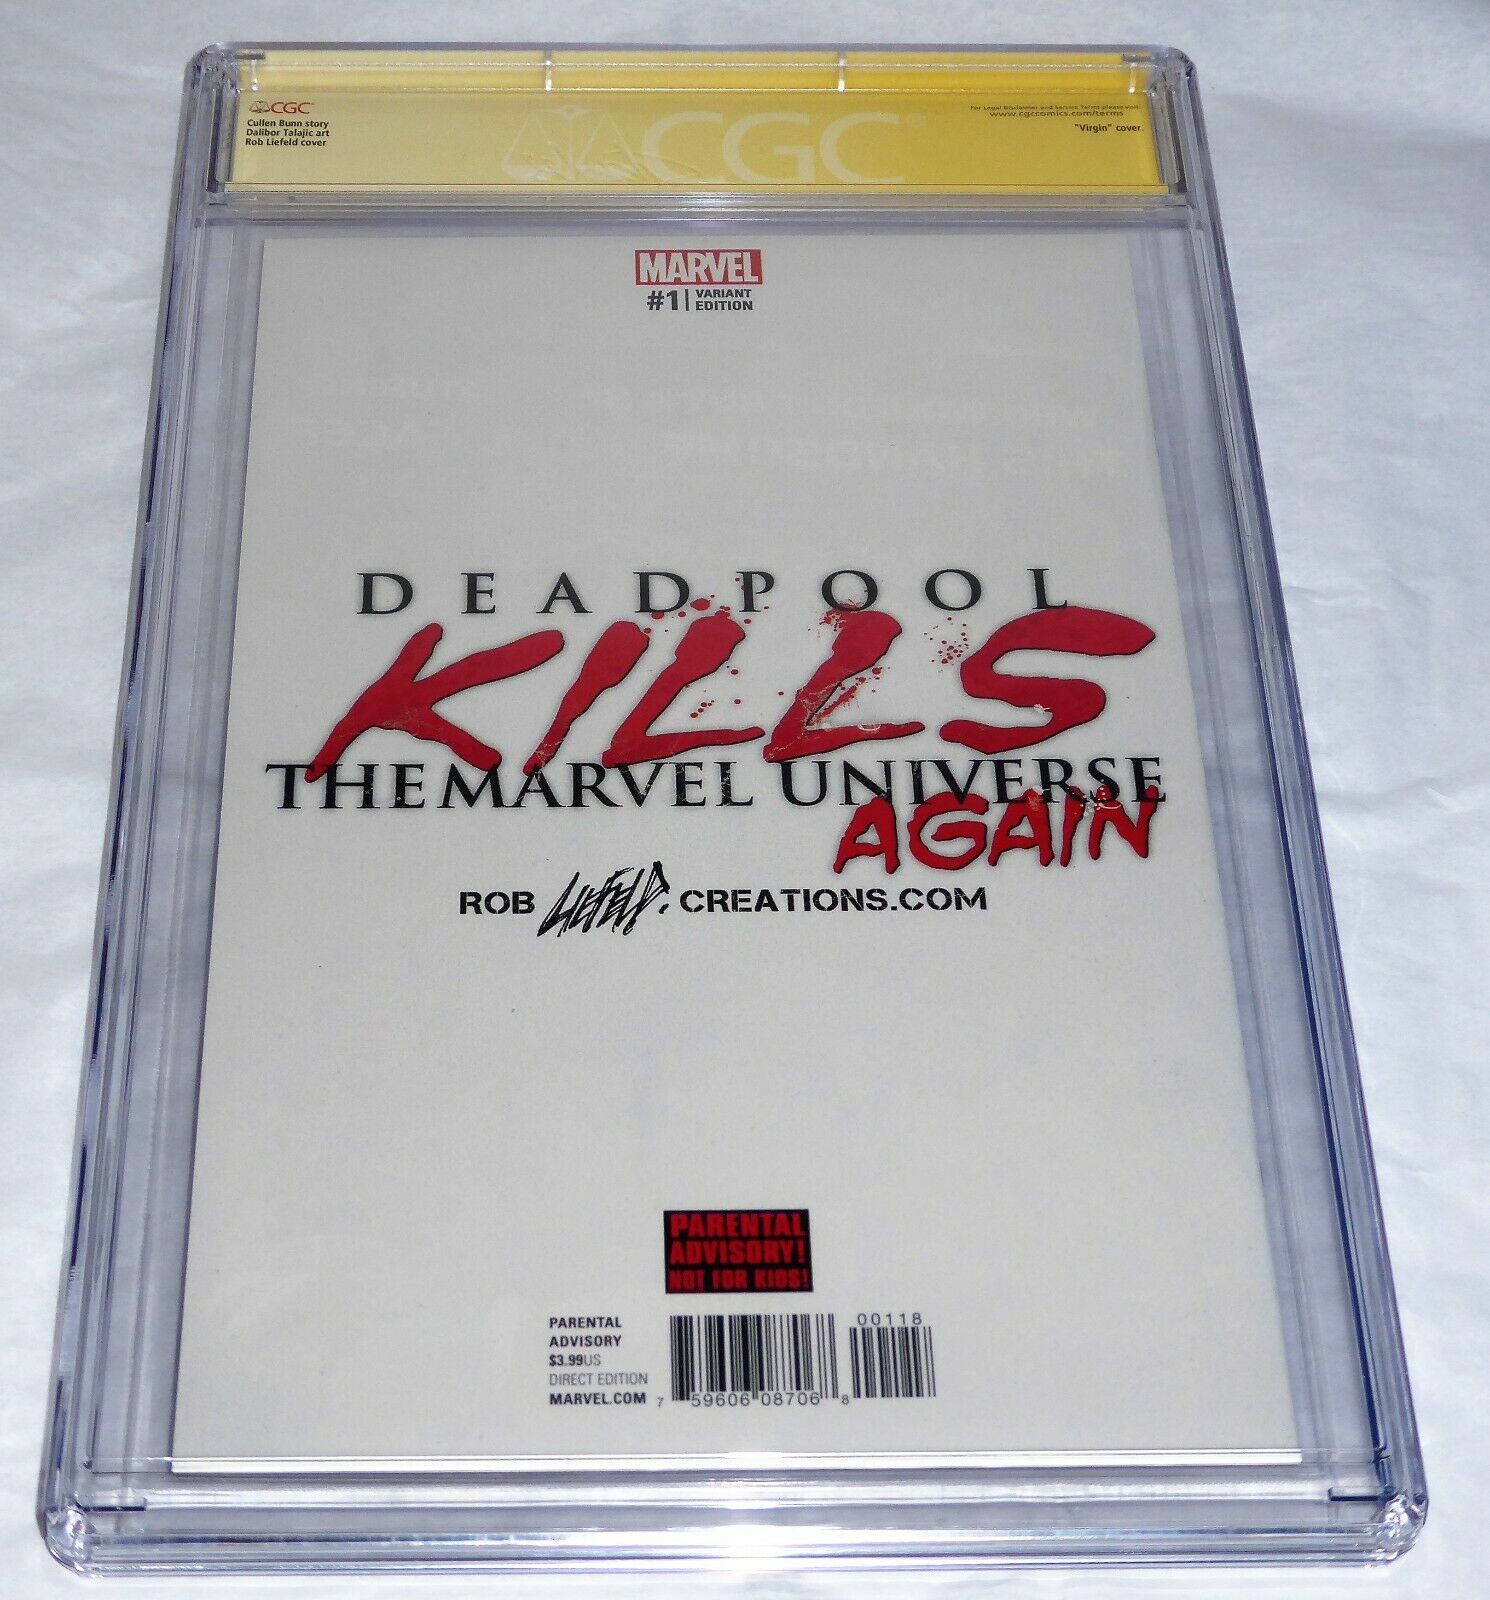 CGC
Cullen Bunn story
Dalibor Talajic art
Rob Liefeld cover
CGC
For Legal Disclaimer and Service Terms please visit:
www.cgccomics.com/terms
"Virgin" cover.
MARVEL
#1 VARIANT
EDITION
DEADPOOL
KILLS
THE MARVEL UNIVERSE
AGAIN
ROB LIEFELD. CREATIONS.COM
PARENTAL
ADVISORY!
NOT FOR KIDS!
PARENTAL
ADVISORY
$3.99US
DIRECT EDITION
MARVEL.COM
00118
7 59606 08706 8